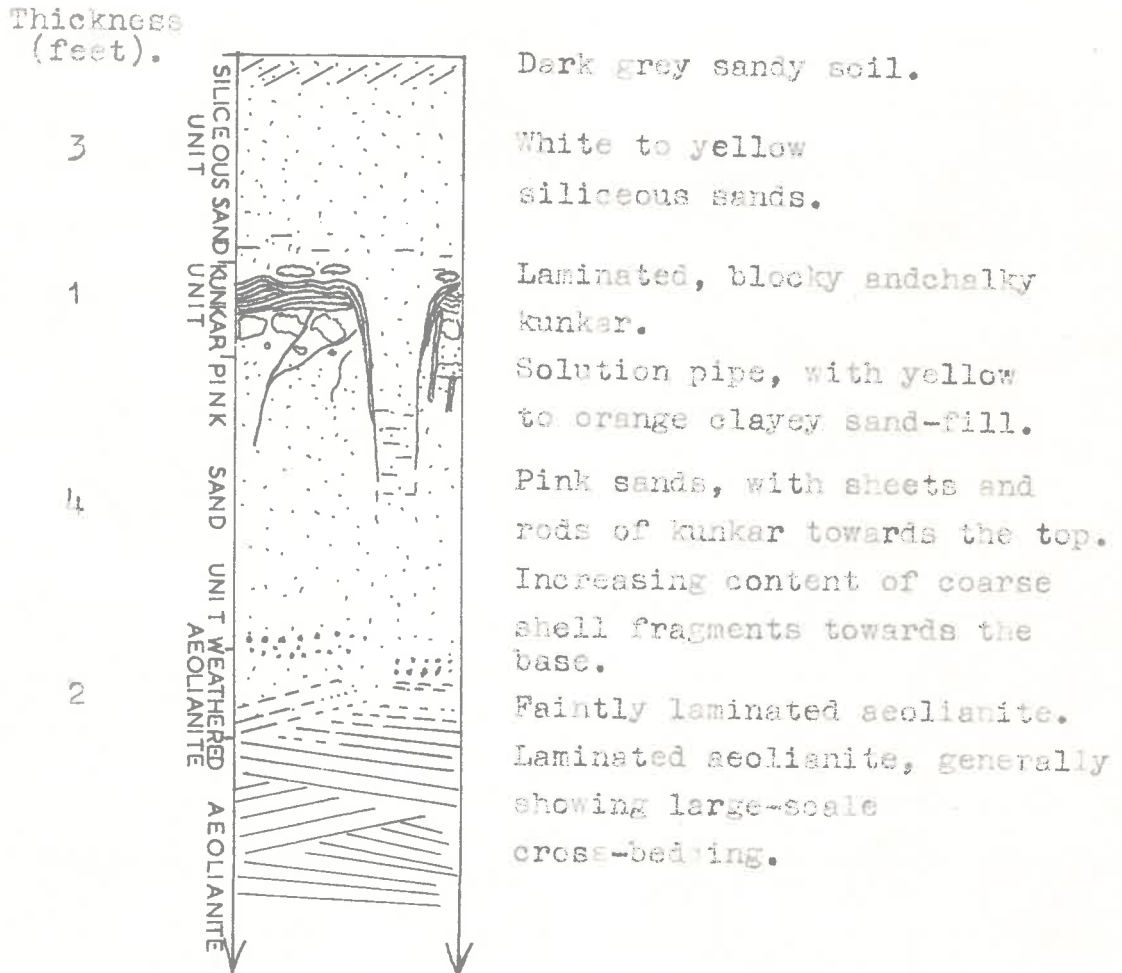 Thickness
(feet).
SILICEOUS SAND
UNIT
Dark grey sandy soil.
3
White to yellow
siliceous sands.
KUNKAR
UNIT
1
Laminated, blocky andchalky
kunkar.
Solution pipe, with yellow
to orange clayey sand-fill.
PINK SAND UNIT
4
Pink sands, with sheets and
rods of kunkar towards the top.
Increasing content of coarse
shell fragments towards the
base.
WEATHERED
AEOLIANITE
2
Faintly laminated aeolianite.
AEOLIANITE
Laminated aeolianite, generally
showing large-scale
cross-bedding.